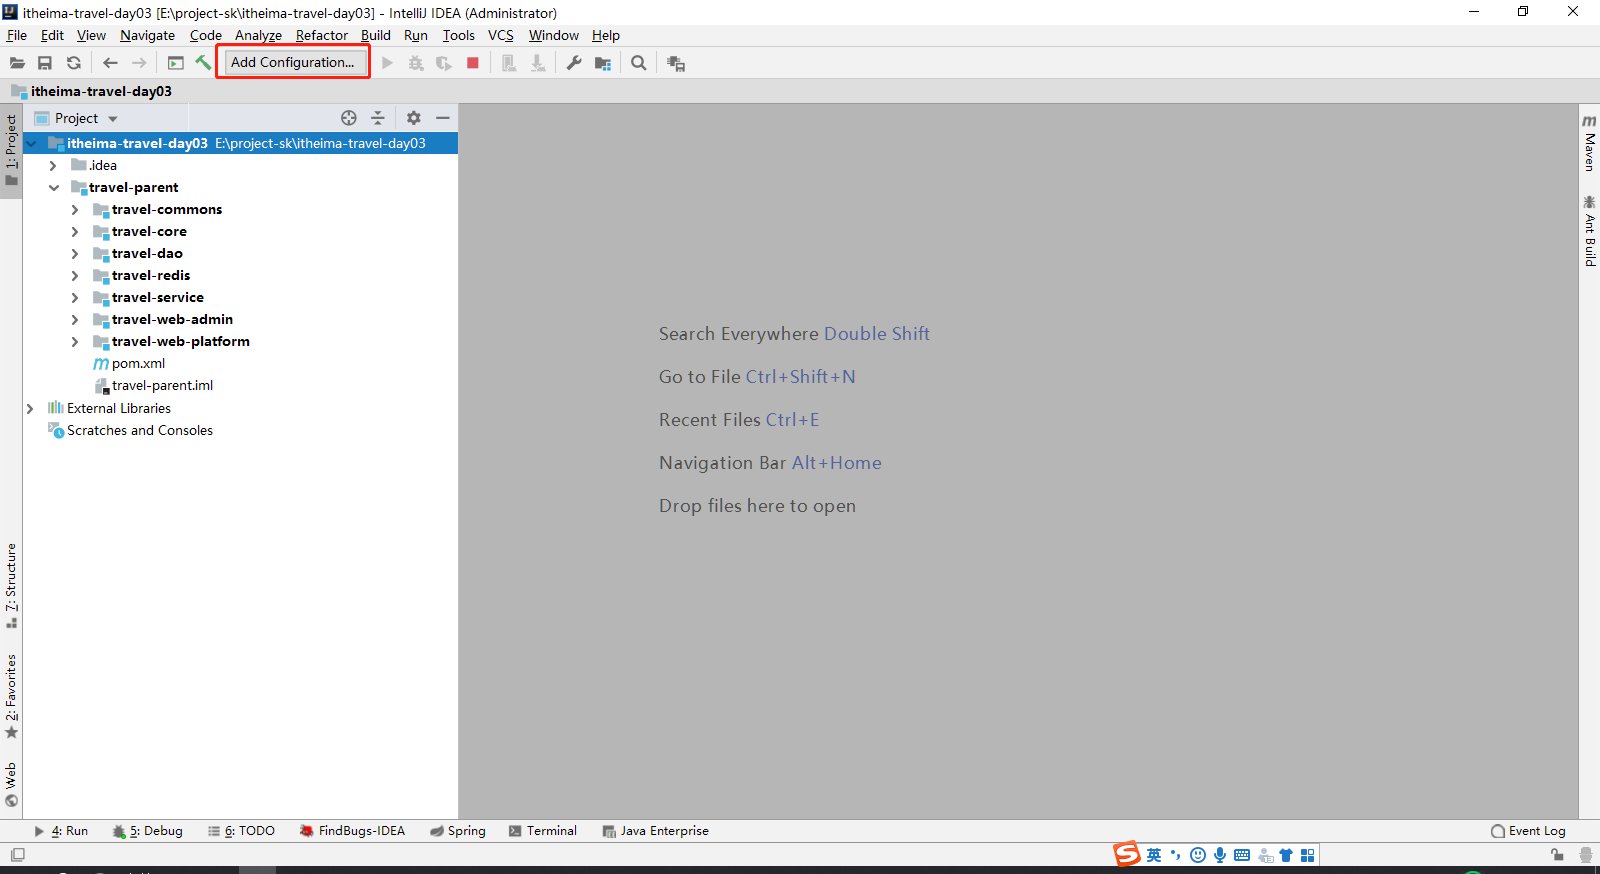 itheima-travel-day03 [E:\project-sk\itheima-travel-day03] - IntelliJ IDEA (Administrator)
File Edit View Navigate Code Analyze Refactor Build Run Tools VCS Window Help
Add Configuration...
itheima-travel-day03
1: Project
Project
itheima-travel-day03 E:\project-sk\itheima-travel-day03
.idea
travel-parent
travel-commons
travel-core
travel-dao
travel-redis
travel-service
travel-web-admin
travel-web-platform
pom.xml
travel-parent.iml
External Libraries
Scratches and Consoles
Search Everywhere Double Shift
Go to File Ctrl+Shift+N
Recent Files Ctrl+E
Navigation Bar Alt+Home
Drop files here to open
Maven
Ant Build
7: Structure
2: Favorites
Web
4: Run 5: Debug 6: TODO FindBugs-IDEA Spring Terminal Java Enterprise Event Log
英